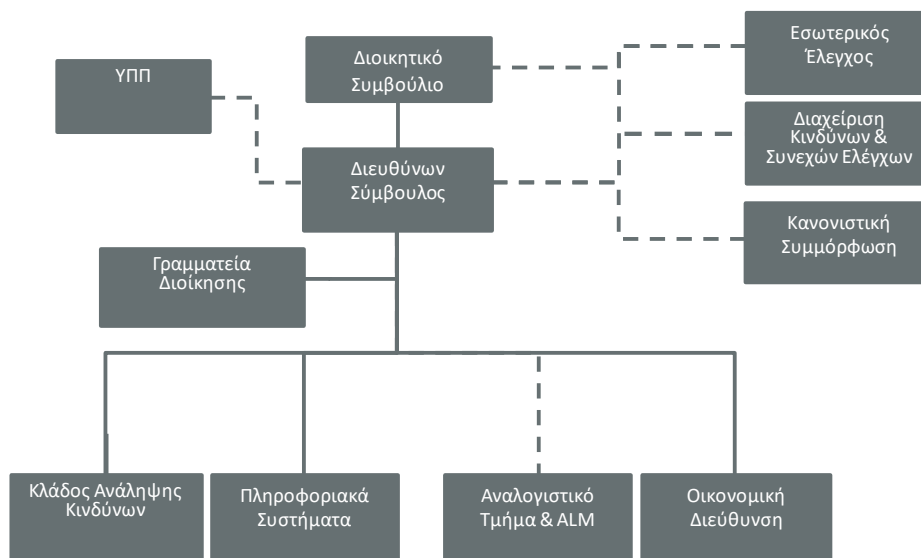 ΥΠΠ
Διοικητικό
Συμβούλιο
Εσωτερικός
Έλεγχος
Διαχείριση
Κινδύνων &
Συνεχών Ελέγχων
Διευθύνων
Σύμβουλος
Κανονιστική
Συμμόρφωση
Γραμματεία
Διοίκησης
Κλάδος Ανάληψης
Κινδύνων
Πληροφοριακά
Συστήματα
Αναλογιστικό
Τμήμα & ALM
Οικονομική
Διεύθυνση